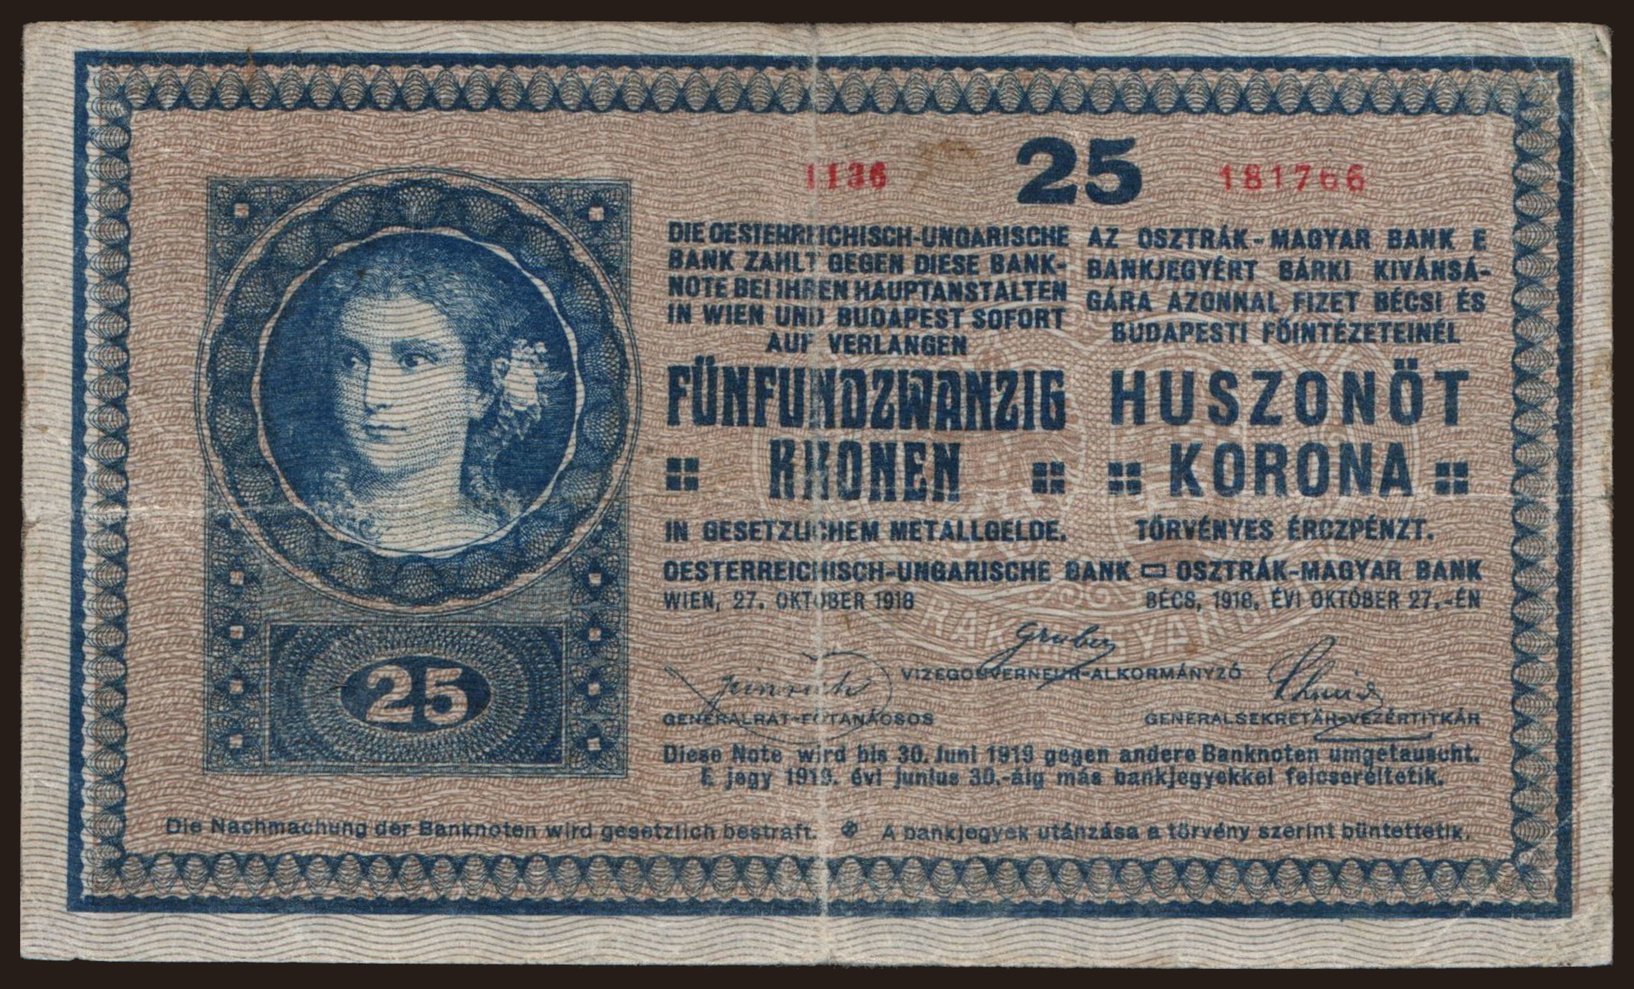 1136 25 181766
DIE OESTERREICHISCH-UNGARISCHE
BANK ZAHLT GEGEN DIESE BANK-
NOTE BEI IHREN HAUPTANSTALTEN
IN WIEN UND BUDAPEST SOFORT
AUF VERLANGEN
FÜNFUNDZWANZIG
KRONEN
IN GESETZLICHEM METALLGELDE.
AZ OSZTRÁK-MAGYAR BANK E
BANKJEGYÉRT BÁRKI KIVÁNSÁ-
GÁRA AZONNAL FIZET BÉCSI ÉS
BUDAPESTI FŐINTÉZETEINÉL
HUSZONÖT
KORONA
TÖRVÉNYES ÉRCZPÉNZT.
OESTERREICHISCH-UNGARISCHE BANK OSZTRÁK-MAGYAR BANK
WIEN, 27. OKTOBER 1918 BÉCS, 1918. ÉVI OKTÓBER 27.-ÉN
Gruber
VIZEGOUVERNEUR-ALKORMÁNYZÓ
GENERALRAT-FŐTANÁCSOS GENERALSEKRETÄR-VEZÉRTITKÁR
25
Diese Note wird bis 30. Juni 1919 gegen andere Banknoten umgetauscht.
E jegy 1919. évi junius 30.-áig más bankjegyekkel felcseréltetik.
Die Nachmachung der Banknoten wird gesetzlich bestraft. A bankjegyek utánzása a törvény szerint büntettetik.